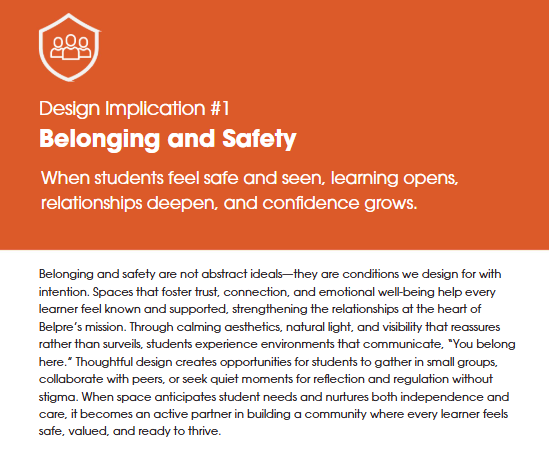 Design Implication #1
Belonging and Safety
When students feel safe and seen, learning opens,
relationships deepen, and confidence grows.
Belonging and safety are not abstract ideals—they are conditions we design for with
intention. Spaces that foster trust, connection, and emotional well-being help every
learner feel known and supported, strengthening the relationships at the heart of
Belpre’s mission. Through calming aesthetics, natural light, and visibility that reassures
rather than surveils, students experience environments that communicate, “You belong
here.” Thoughtful design creates opportunities for students to gather in small groups,
collaborate with peers, or seek quiet moments for reflection and regulation without
stigma. When space anticipates student needs and nurtures both independence and
care, it becomes an active partner in building a community where every learner feels
safe, valued, and ready to thrive.